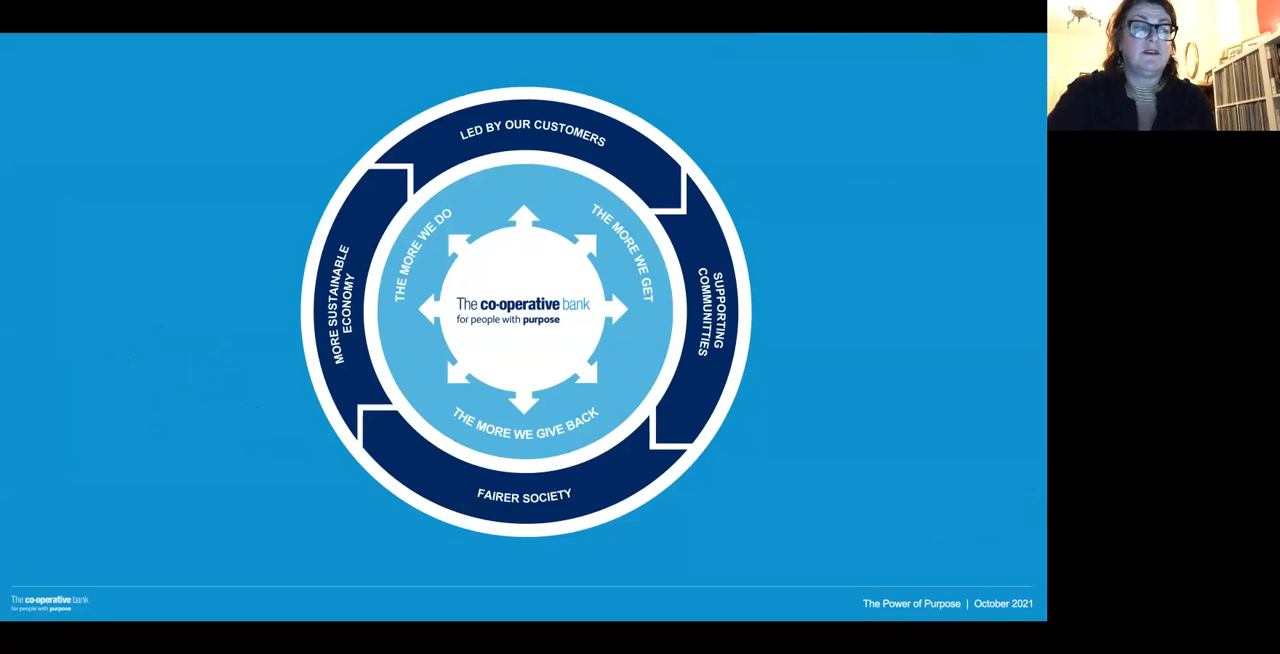 LED BY OUR CUSTOMERS
THE MORE WE DO
THE MORE WE GET
MORE SUSTAINABLE
ECONOMY
SUPPORTING
COMMUNITIES
The co-operative bank
for people with purpose
THE MORE WE GIVE BACK
FAIRER SOCIETY
The co-operative bank
for people with purpose
The Power of Purpose | October 2021